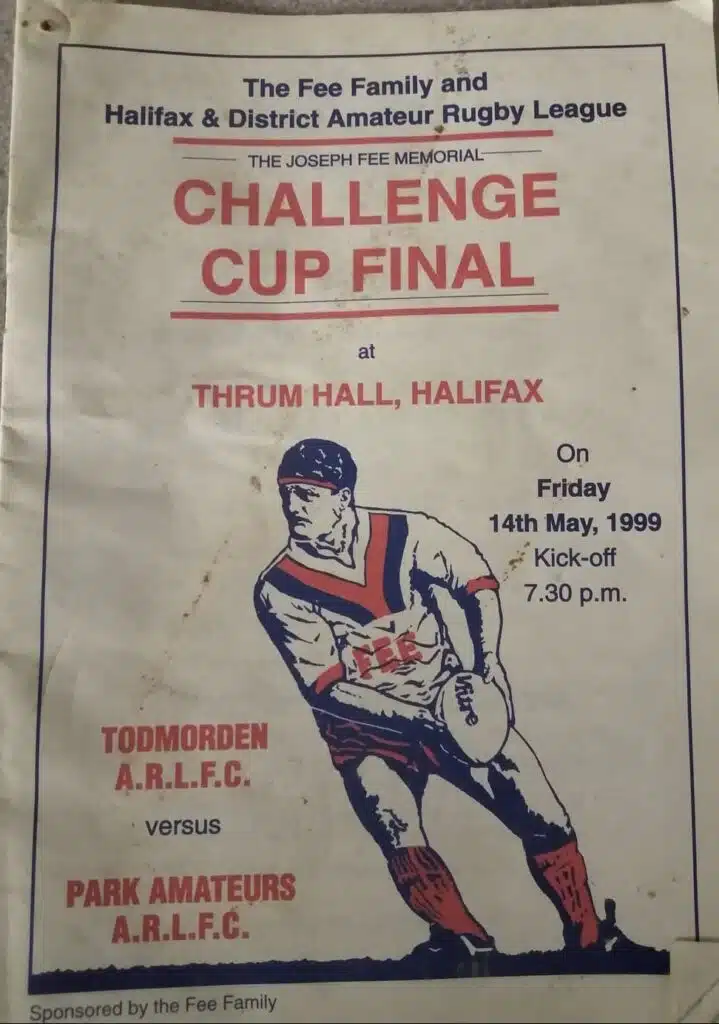 The Fee Family and
Halifax & District Amateur Rugby League
THE JOSEPH FEE MEMORIAL
CHALLENGE
CUP FINAL
at
THRUM HALL, HALIFAX
On
Friday
14th May, 1999
Kick-off
7.30 p.m.
FEE
Mitre
TODMORDEN
A.R.L.F.C.
versus
PARK AMATEURS
A.R.L.F.C.
Sponsored by the Fee Family